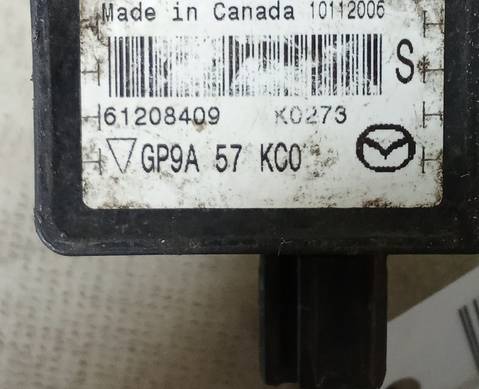 Made in Canada 10112006
S
61208409 K0273
GP9A 57 KC0